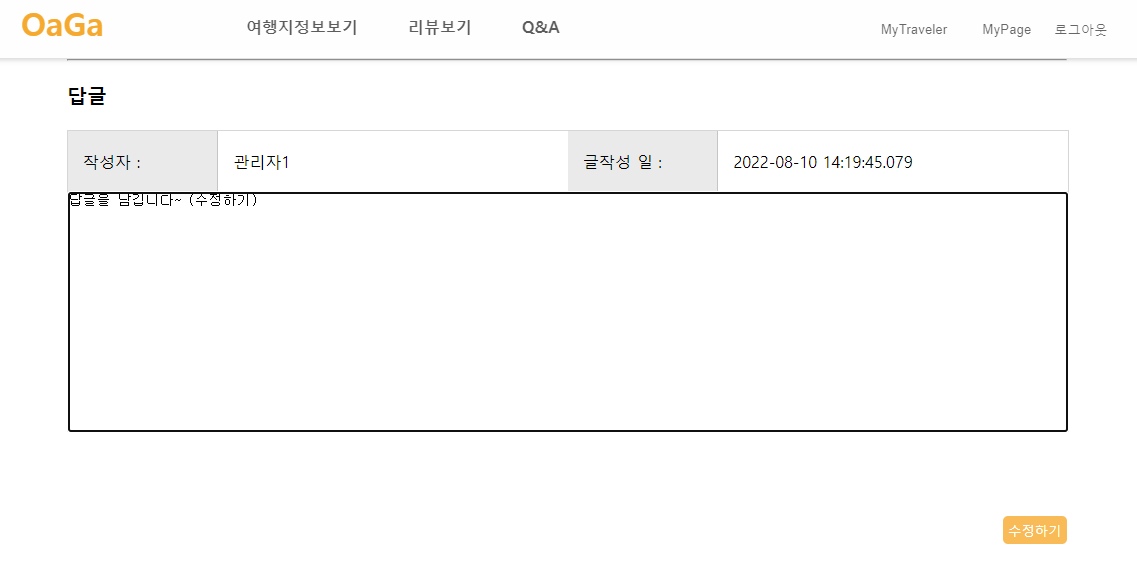 OaGa 여행지정보보기 리뷰보기 Q&A MyTraveler MyPage 로그아웃
답글
작성자 : 관리자1 글작성 일 : 2022-08-10 14:19:45.079
답글을 남깁니다~ (수정하기)
수정하기